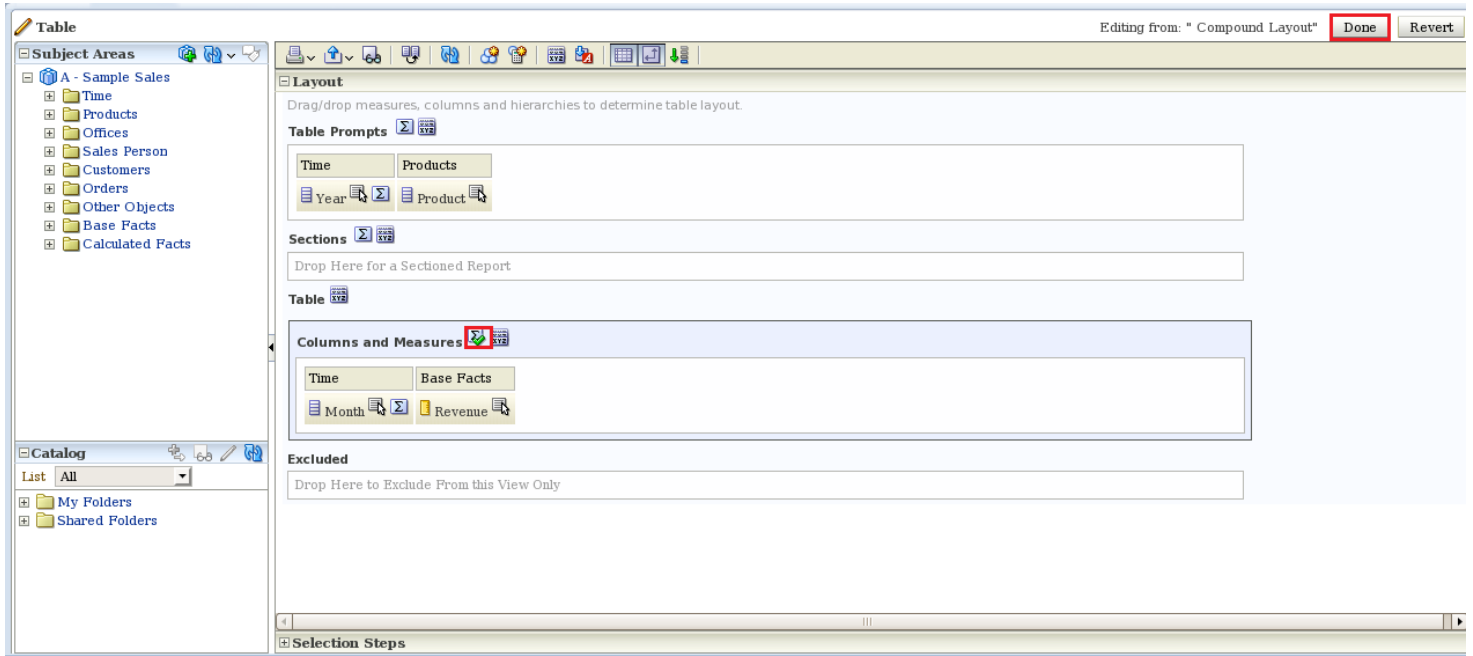 Table
Editing from: " Compound Layout"
Done
Revert
Subject Areas
A - Sample Sales
Time
Products
Offices
Sales Person
Customers
Orders
Other Objects
Base Facts
Calculated Facts
Catalog
List All
My Folders
Shared Folders
Layout
Drag/drop measures, columns and hierarchies to determine table layout.
Table Prompts
Time Products
Year Product
Sections
Drop Here for a Sectioned Report
Table
Columns and Measures
Time Base Facts
Month Revenue
Excluded
Drop Here to Exclude From this View Only
Selection Steps